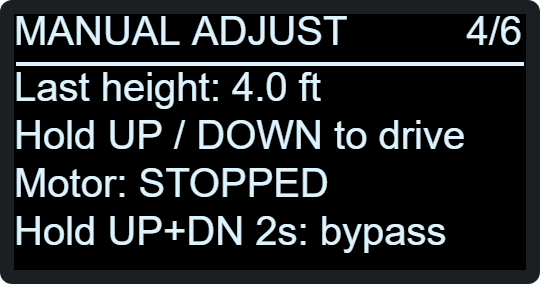 MANUAL ADJUST 4/6
Last height: 4.0 ft
Hold UP / DOWN to drive
Motor: STOPPED
Hold UP+DN 2s: bypass